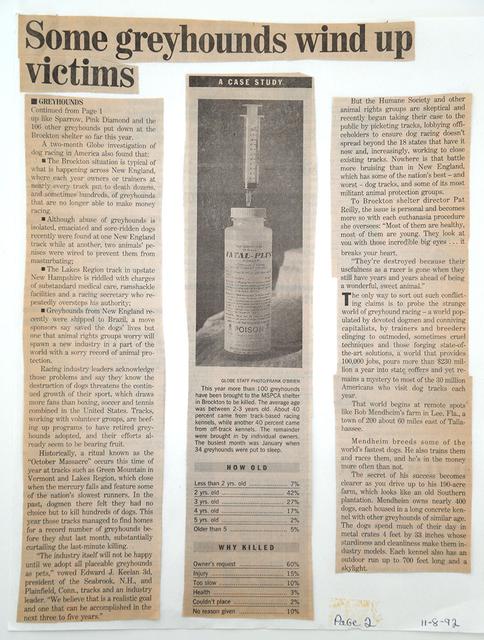 Some greyhounds wind up
victims
■ GREYHOUNDS
Continued from Page 1
up like Sparrow, Pink Diamond and the
106 other greyhounds put down at the
Brockton shelter so far this year.
A two-month Globe investigation of
dog racing in America also found that:
■ The Brockton situation is typical of
what is happening across New England,
where each year owners or trainers at
nearly every track put to death dozens,
and sometimes hundreds, of greyhounds
that are no longer able to make money
racing.
■ Although abuse of greyhounds is
isolated, emaciated and sore-ridden dogs
recently were found at one New England
track while at another, two animals' pe-
nises were wired to prevent them from
masturbating;
■ The Lakes Region track in upstate
New Hampshire is riddled with charges
of substandard medical care, ramshackle
facilities and a racing secretary who re-
peatedly oversteps his authority;
■ Greyhounds from New England re-
cently were shipped to Brazil, a move
sponsors say saved the dogs' lives but
one that animal rights groups worry will
spawn a new industry in a part of the
world with a sorry record of animal pro-
tection.
Racing industry leaders acknowledge
those problems and say they know the
destruction of dogs threatens the contin-
ued growth of their sport, which draws
more fans than boxing, soccer and tennis
combined in the United States. Tracks,
working with volunteer groups, are beef-
ing up programs to have retired grey-
hounds adopted, and their efforts al-
ready seem to be bearing fruit.
Historically, a ritual known as the
"October Massacre" occurs this time of
year at tracks such as Green Mountain in
Vermont and Lakes Region, which close
when the mercury falls and feature some
of the nation's slowest runners. In the
past, dogmen there felt they had no
choice but to kill hundreds of dogs. This
year those tracks managed to find homes
for a record number of greyhounds be-
fore they shut last month, substantially
curtailing the last-minute killing.
"The industry itself will not be happy
until we adopt all placeable greyhounds
as pets," vowed Edward J. Keelan 3d,
president of the Seabrook, N.H., and
Plainfield, Conn., tracks and an industry
leader. "We believe that is a realistic goal
and one that can be accomplished in the
next three to five years."
A CASE STUDY
FATAL-PLUS
POISON
GLOBE STAFF PHOTO/FRANK O'BRIEN
This year more than 100 greyhounds
have been brought to the MSPCA shelter
in Brockton to be killed. The average age
was between 2-3 years old. About 40
percent came from track-based racing
kennels, while another 40 percent came
from off-track kennels. The remainder
were brought in by individual owners.
The busiest month was January when
34 greyhounds were put to sleep.
HOW OLD
Less than 2 yrs. old 7%
2 yrs. old 42%
3 yrs. old 27%
4 yrs. old 17%
5 yrs. old 2%
Older than 5 5%
WHY KILLED
Owner's request 60%
Injury 15%
Too slow 10%
Health 3%
Couldn't place 2%
No reason given 10%
But the Humane Society and other
animal rights groups are skeptical and
recently began taking their case to the
public by picketing tracks, lobbying offi-
ceholders to ensure dog racing doesn't
spread beyond the 18 states that have it
now and, increasingly, working to close
existing tracks. Nowhere is that battle
more bruising than in New England,
which has some of the nation's best – and
worst – dog tracks, and some of its most
militant animal protection groups.
To Brockton shelter director Pat
Reilly, the issue is personal and becomes
more so with each euthanasia procedure
she oversees: "Most of them are healthy,
most of them are young. They look at
you with those incredible big eyes . . . it
breaks your heart.
"They're destroyed because their
usefulness as a racer is gone when they
still have years and years ahead of being
a wonderful, sweet animal."
The only way to sort such conflict-
ing claims is to probe the strange
world of greyhound racing – a world pop-
ulated by devoted dogmen and conniving
capitalists, by trainers and breeders
clinging to outmoded, sometimes cruel
techniques and those forging state-of-
the-art solutions, a world that provides
100,000 jobs, pours more than $230 mil-
lion a year into state coffers and yet re-
mains a mystery to most of the 30 million
Americans who visit dog tracks each
year.
That world begins at remote spots
like Bob Mendheim's farm in Lee, Fla., a
town of 200 about 60 miles east of Talla-
hassee.
Mendheim breeds some of the
world's fastest dogs. He also trains them
and races them, and he's in the money
more often than not.
The secret of his success becomes
clearer as you drive up to his 190-acre
farm, which looks like an old Southern
plantation. Mendheim owns nearly 400
dogs, each housed in a long concrete ken-
nel with other greyhounds of similar age. The
dogs spend much of their day in
metal crates 4 feet by 33 inches whose
sturdiness and cleanliness make them in-
dustry models. Each kennel also has an
outdoor run up to 700 feet long and a
skylight.
Page 2
11-8-92